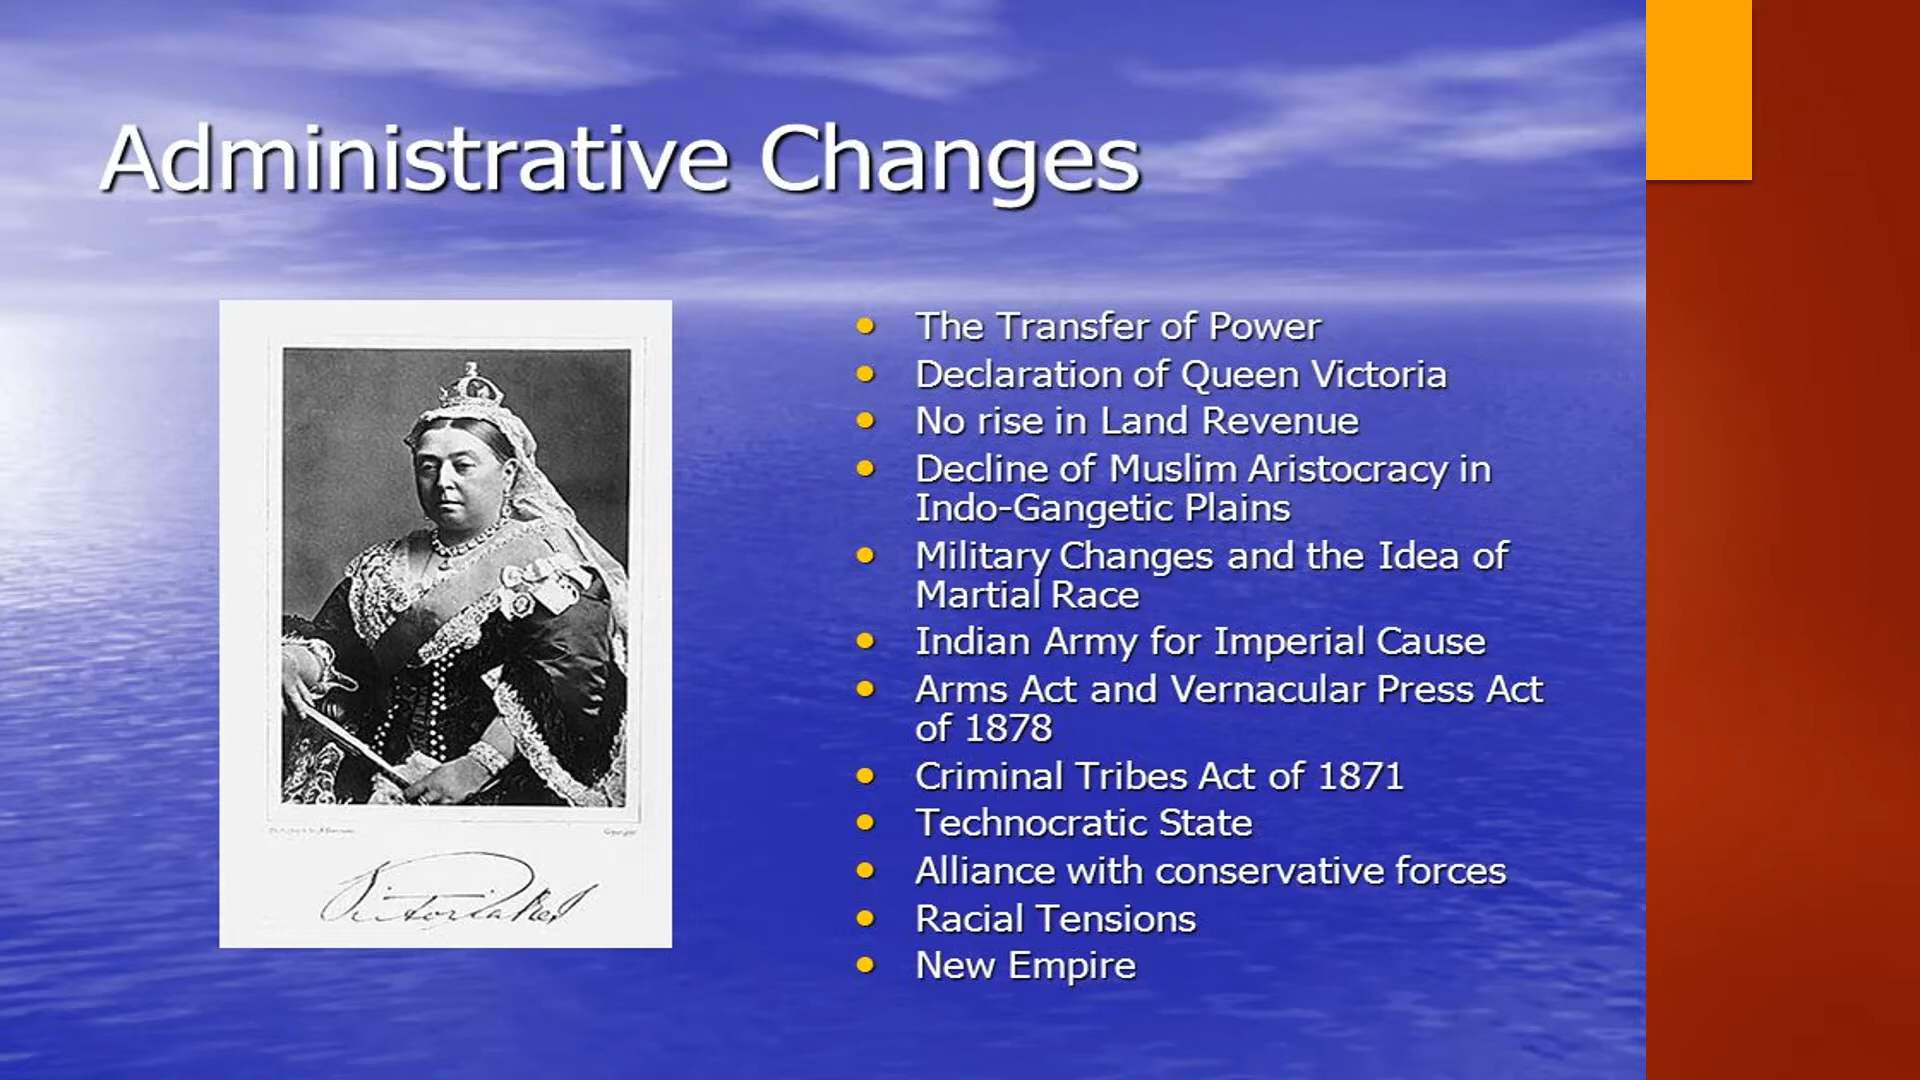 Administrative Changes
The Transfer of Power
Declaration of Queen Victoria
No rise in Land Revenue
Decline of Muslim Aristocracy in
Indo-Gangetic Plains
Military Changes and the Idea of
Martial Race
Indian Army for Imperial Cause
Arms Act and Vernacular Press Act
of 1878
Criminal Tribes Act of 1871
Technocratic State
Alliance with conservative forces
Racial Tensions
New Empire